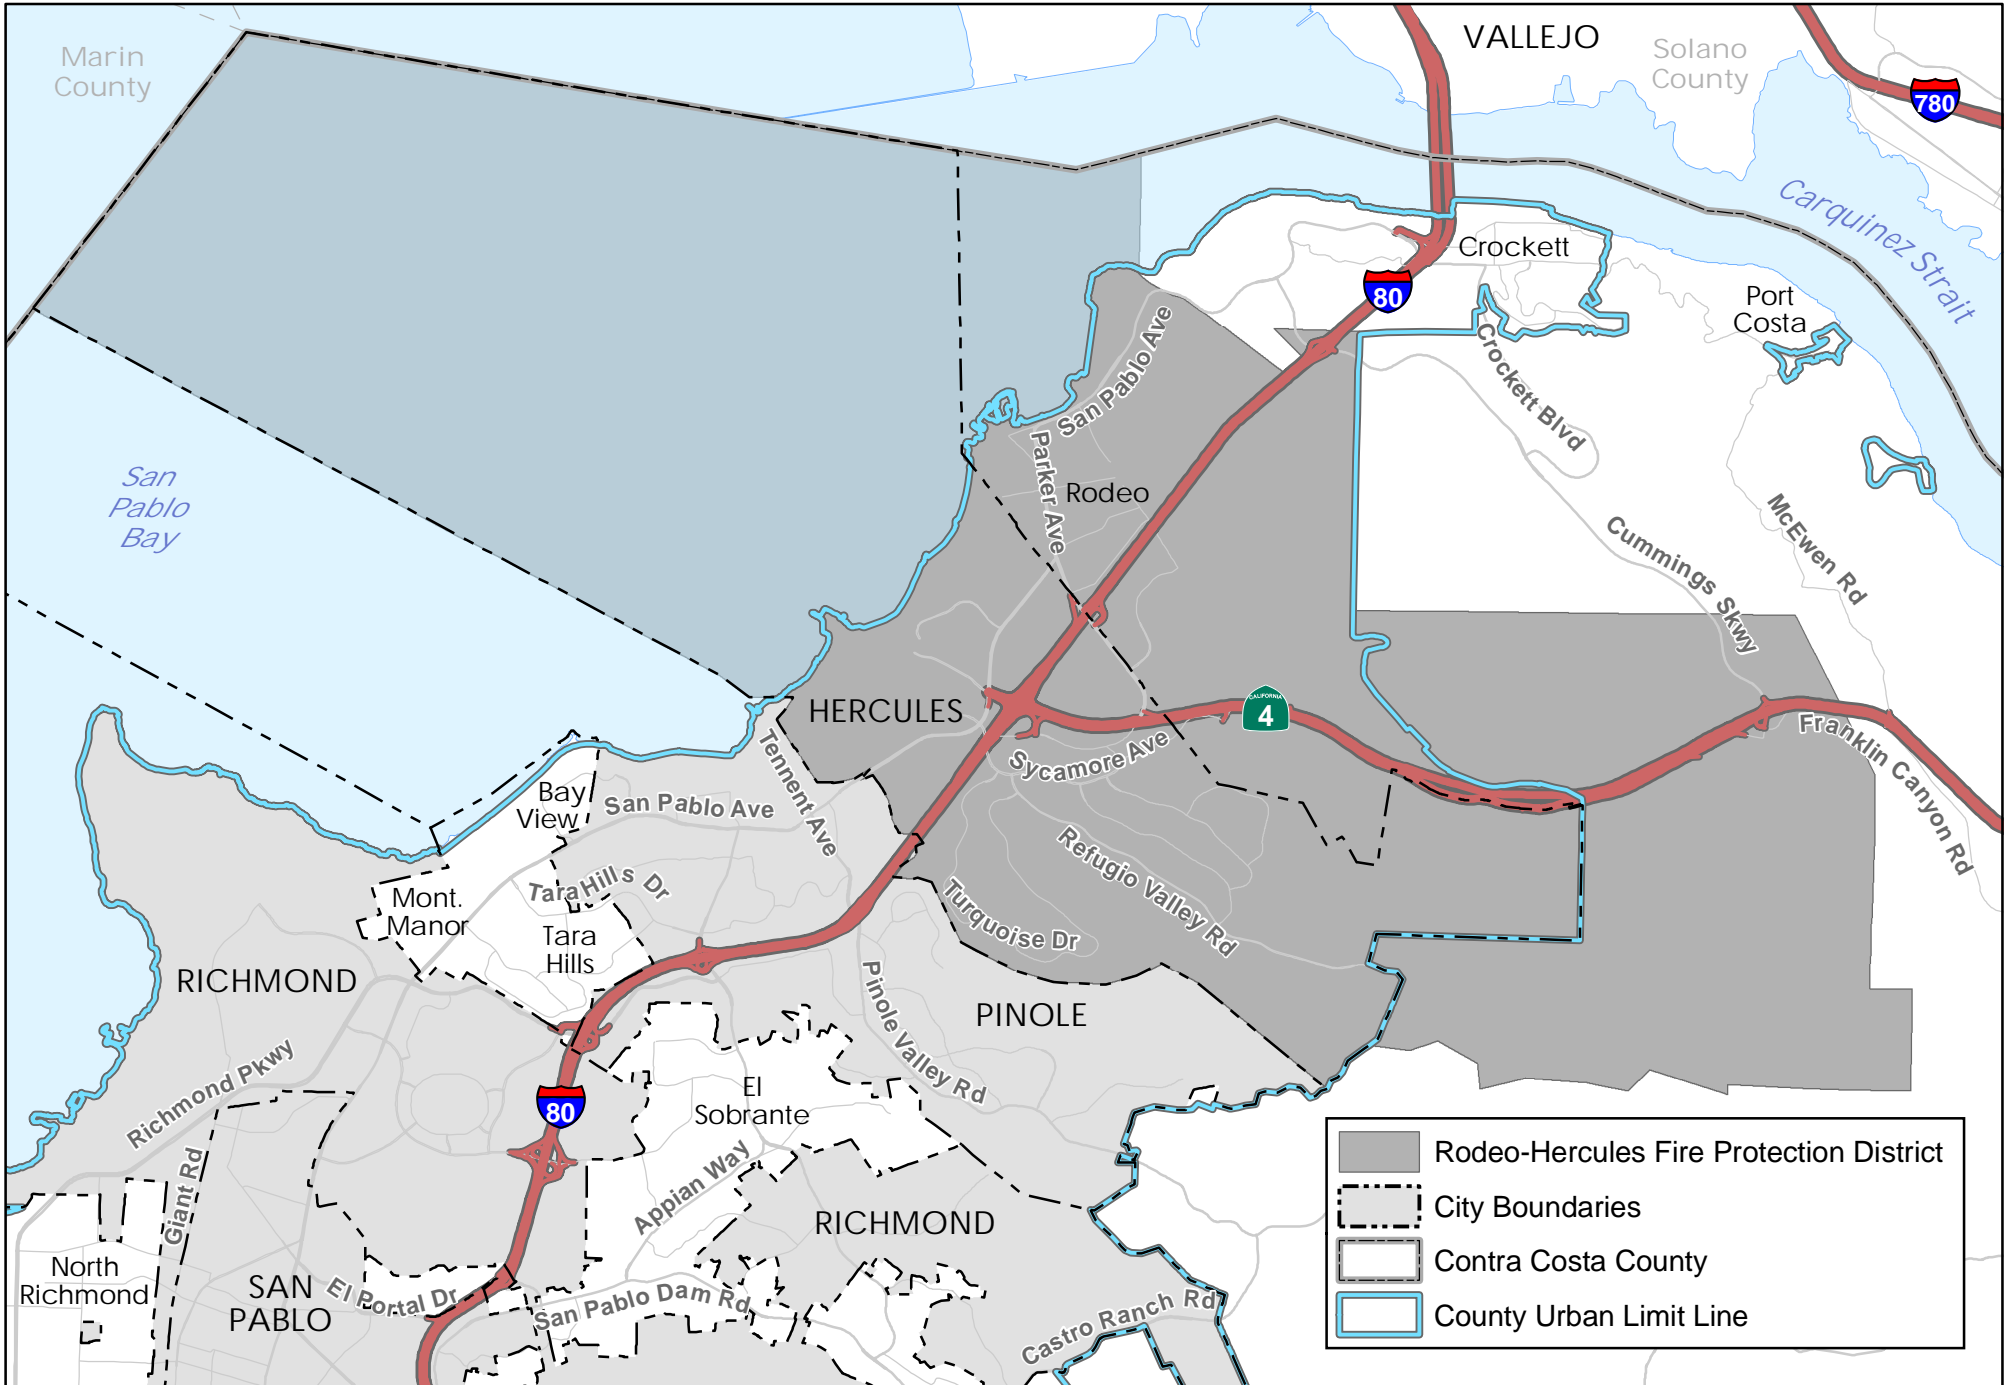 Marin
County
VALLEJO
Solano
County
780
Carquinez Strait
Crockett
80
Port
Costa
San Pablo Ave
Crockett Blvd
Parker Ave
Rodeo
San
Pablo
Bay
Cummings Skwy
McEwen Rd
HERCULES
CALIFORNIA
4
Franklin Canyon Rd
Sycamore Ave
Tennent Ave
Bay
View
San Pablo Ave
Refugio Valley Rd
Tara Hills Dr
Mont.
Manor
Turquoise Dr
Tara
Hills
RICHMOND
PINOLE
Pinole Valley Rd
Richmond Pkwy
80
El
Sobrante
Giant Rd
Appian Way
RICHMOND
North
Richmond
SAN
PABLO
El Portal Dr
San Pablo Dam Rd
Castro Ranch Rd
Rodeo-Hercules Fire Protection District
City Boundaries
Contra Costa County
County Urban Limit Line